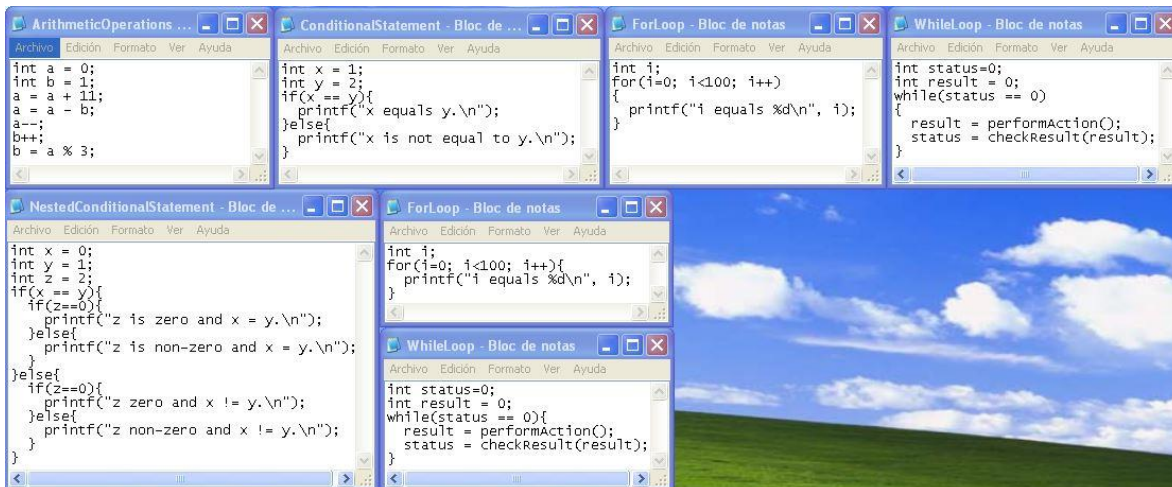 ArithmeticOperations ...
Archivo Edición Formato Ver Ayuda
int a = 0;
int b = 1;
a = a + 11;
a = a - b;
a--;
b++;
b = a % 3;
ConditionalStatement - Bloc de notas
Archivo Edición Formato Ver Ayuda
int x = 1;
int y = 2;
if(x == y){
  printf("x equals y.\n");
}else{
  printf("x is not equal to y.\n");
}
ForLoop - Bloc de notas
Archivo Edición Formato Ver Ayuda
int i;
for(i=0; i<100; i++)
{
  printf("i equals %d\n", i);
}
WhileLoop - Bloc de notas
Archivo Edición Formato Ver Ayuda
int status=0;
int result = 0;
while(status == 0)
{
  result = performAction();
  status = checkResult(result);
}
NestedConditionalStatement - Bloc de ...
Archivo Edición Formato Ver Ayuda
int x = 0;
int y = 1;
int z = 2;
if(x == y){
  if(z==0){
    printf("z is zero and x = y.\n");
  }else{
    printf("z is non-zero and x = y.\n");
  }
}else{
  if(z==0){
    printf("z zero and x != y.\n");
  }else{
    printf("z non-zero and x != y.\n");
  }
}
ForLoop - Bloc de notas
Archivo Edición Formato Ver Ayuda
int i;
for(i=0; i<100; i++){
  printf("i equals %d\n", i);
}
WhileLoop - Bloc de notas
Archivo Edición Formato Ver Ayuda
int status=0;
int result = 0;
while(status == 0){
  result = performAction();
  status = checkResult(result);
}